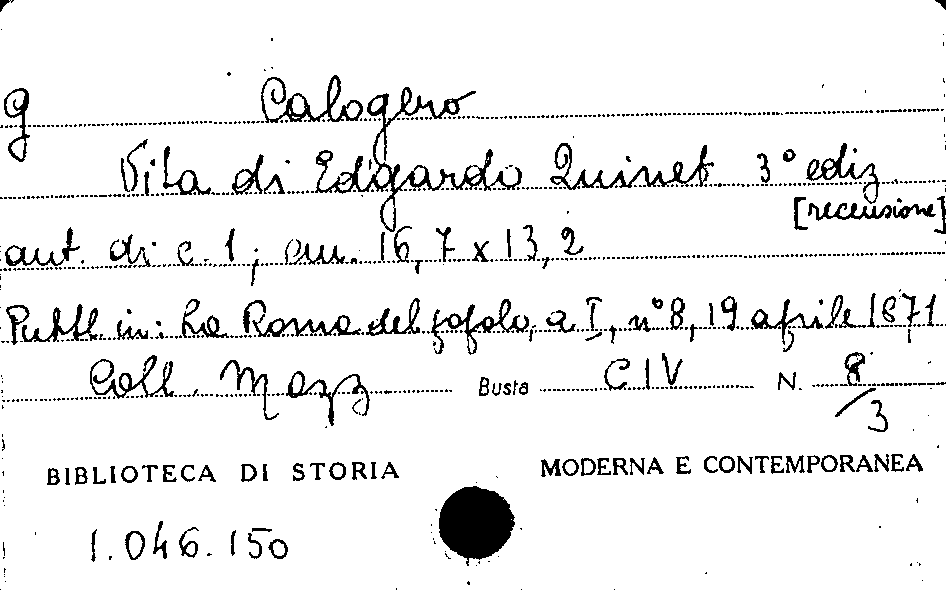 g Calogero
Vita di Edgardo Quinet. 3° ediz.
[recensione]
aut. di c. 1; cm. 16,7 x 13,2
Pubbl. in: La Roma del popolo, a I, n° 8, 19 aprile 1871
Coll. Mazz Busta CIV N. 8/3
BIBLIOTECA DI STORIA MODERNA E CONTEMPORANEA
1.046.150